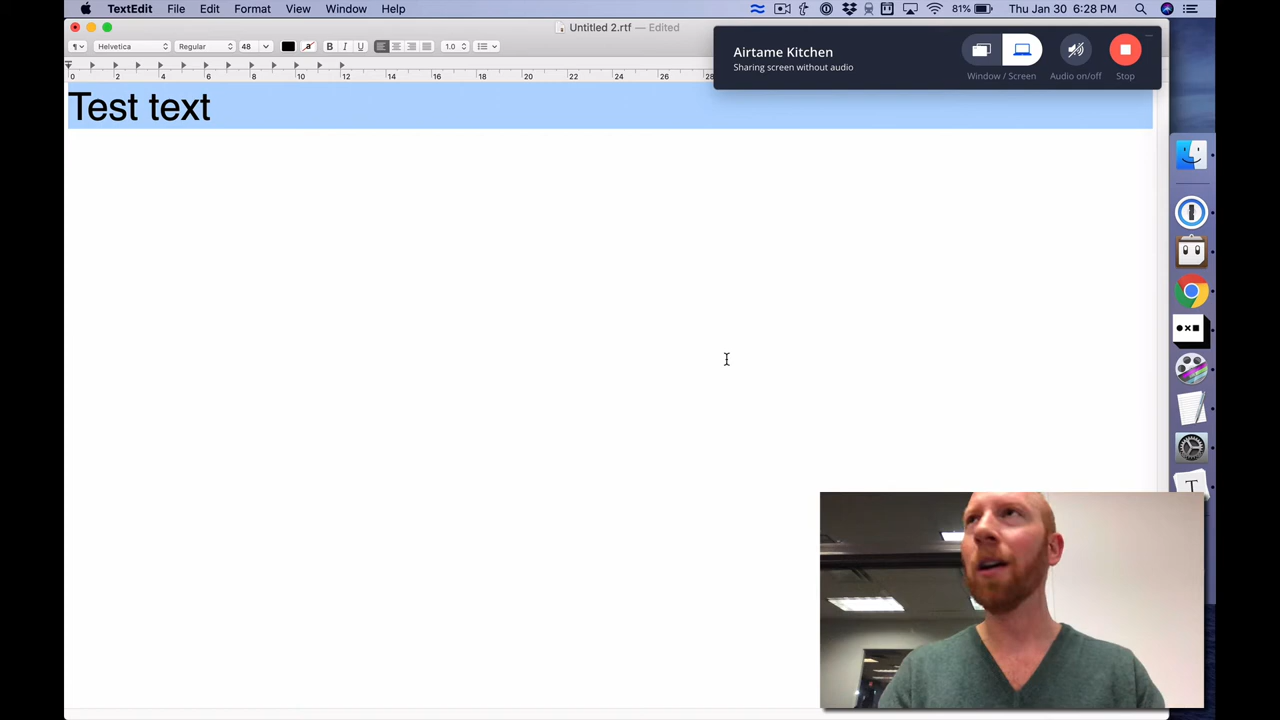 TextEdit File Edit Format View Window Help 81% Thu Jan 30 6:28 PM
Untitled 2.rtf — Edited
Helvetica Regular 48 B I U 1.0
0 2 4 6 8 10 12 14 16 18 20 22 24 26 28
Airtame Kitchen
Sharing screen without audio
Window / Screen Audio on/off Stop
Test text
T